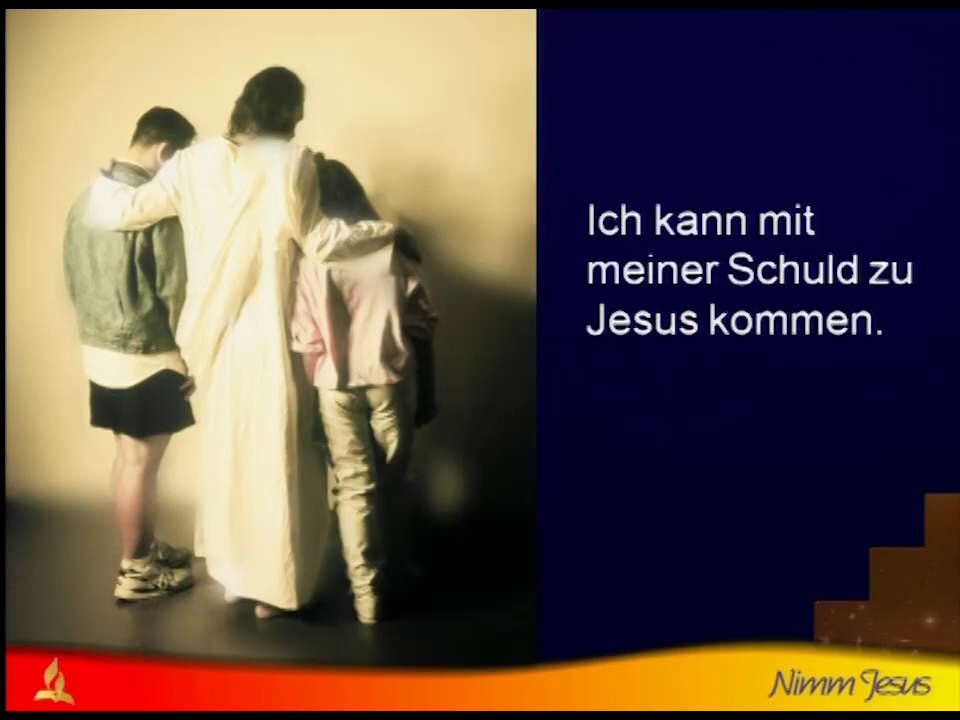 Ich kann mit
meiner Schuld zu
Jesus kommen.
Nimm Jesus